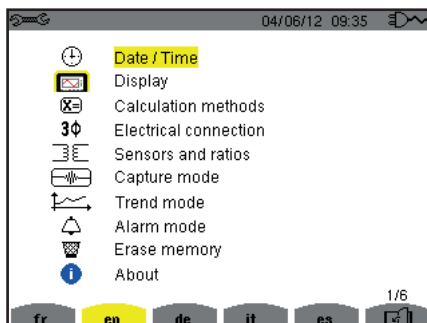 04/06/12 09:35
Date / Time
Display
X= Calculation methods
3ϕ Electrical connection
Sensors and ratios
Capture mode
Trend mode
Alarm mode
Erase memory
i About
1/6
fr en de it es